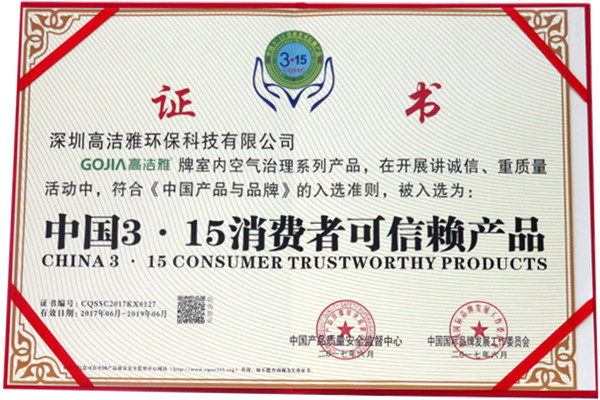 3·15
CQSSC
证书
深圳高洁雅环保科技有限公司
GOJIA高洁雅®牌室内空气治理系列产品，在开展讲诚信、重质量
活动中，符合《中国产品与品牌》的入选准则，被入选为：
中国3·15消费者可信赖产品
CHINA 3 · 15 CONSUMER TRUSTWORTHY PRODUCTS
证书编号：CQSSC2017KX0127
有效日期：2017年06月-2019年06月
中国产品质量安全监督中心
二〇一七年六月
中国国际品牌发展工作委员会
二〇一七年六月